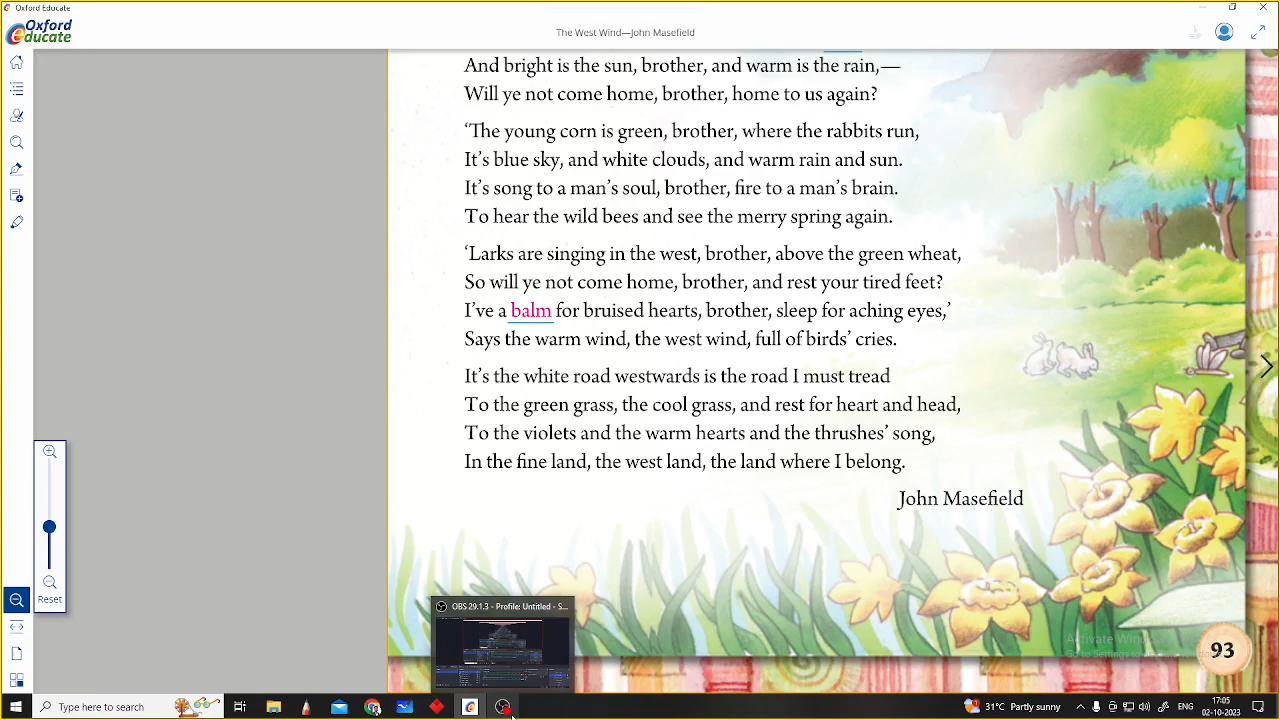 Oxford Educate
Oxford
educate
The West Wind—John Masefield
And bright is the sun, brother, and warm is the rain,—
Will ye not come home, brother, home to us again?
‘The young corn is green, brother, where the rabbits run,
It’s blue sky, and white clouds, and warm rain and sun.
It’s song to a man’s soul, brother, fire to a man’s brain.
To hear the wild bees and see the merry spring again.
‘Larks are singing in the west, brother, above the green wheat,
So will ye not come home, brother, and rest your tired feet?
I’ve a balm for bruised hearts, brother, sleep for aching eyes,’
Says the warm wind, the west wind, full of birds’ cries.
It’s the white road westwards is the road I must tread
To the green grass, the cool grass, and rest for heart and head,
To the violets and the warm hearts and the thrushes’ song,
In the fine land, the west land, the land where I belong.
John Masefield
Reset
OBS 29.1.3 - Profile: Untitled - S...
93
Type here to search
1
31°C Partly sunny
ENG
17:05
02-10-2023